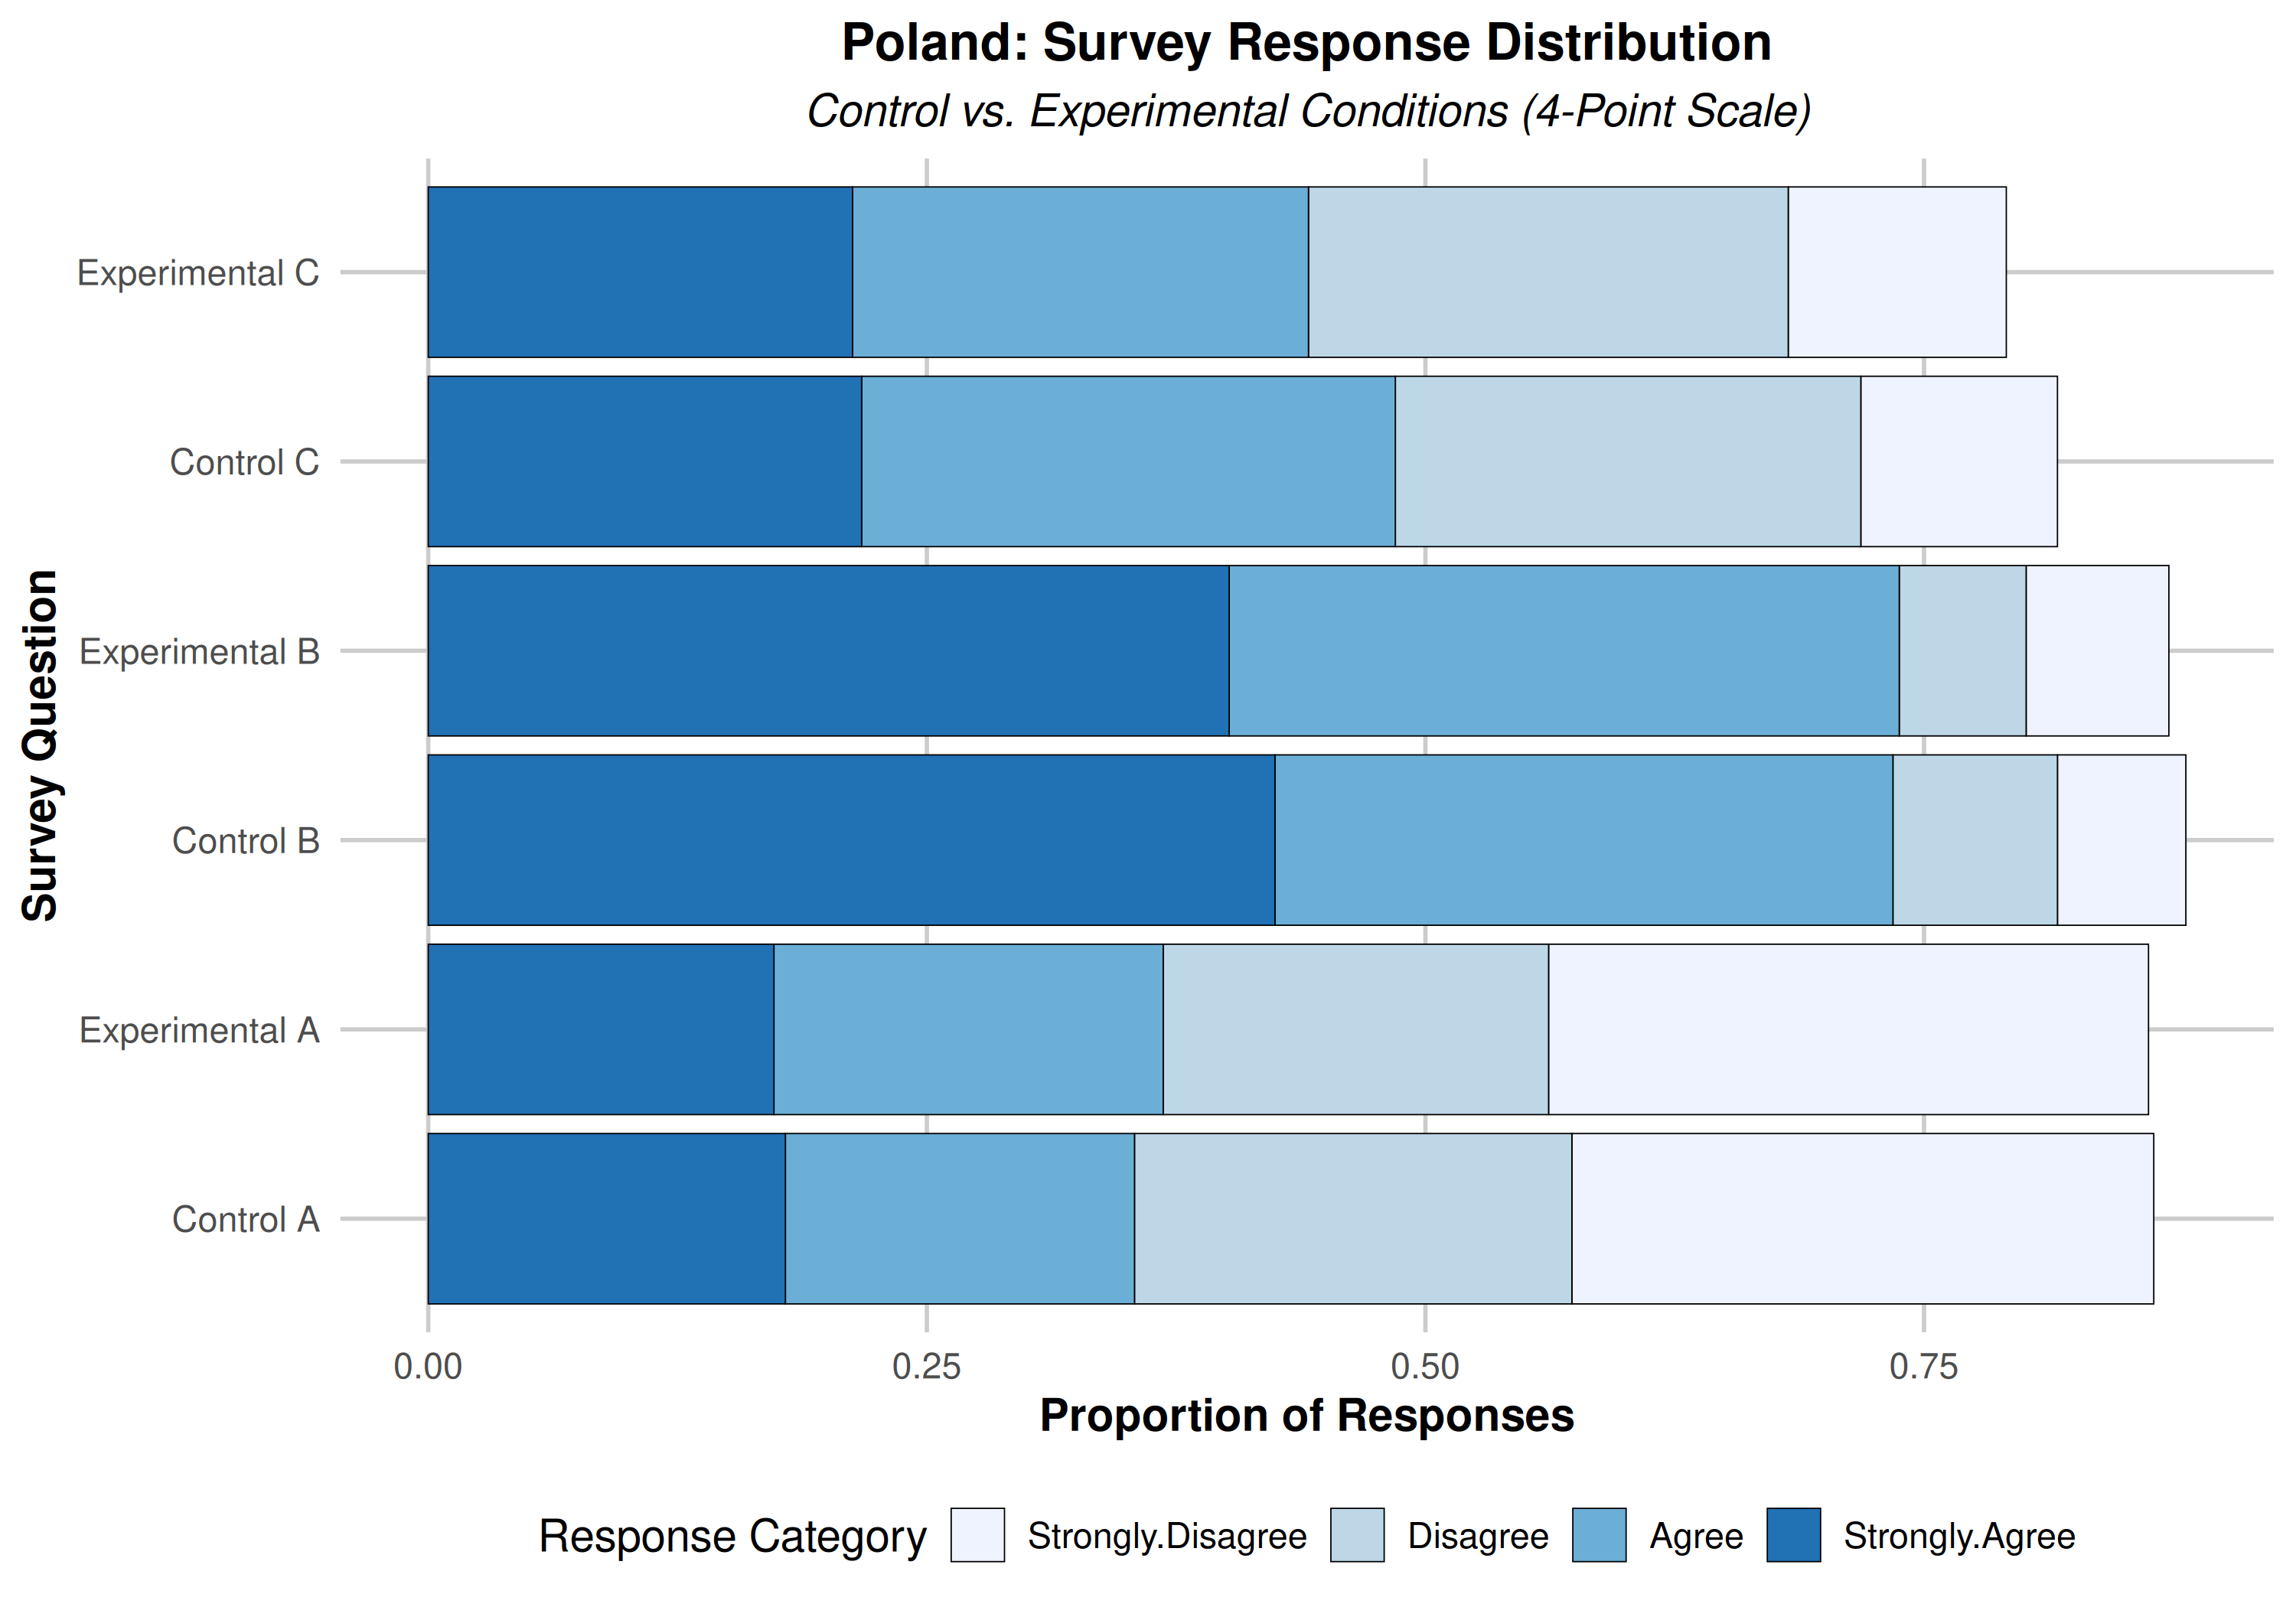 Poland: Survey Response Distribution
Control vs. Experimental Conditions (4-Point Scale)
Survey Question
Experimental C
Control C
Experimental B
Control B
Experimental A
Control A
0.00 0.25 0.50 0.75
Proportion of Responses
Response Category Strongly.Disagree Disagree Agree Strongly.Agree